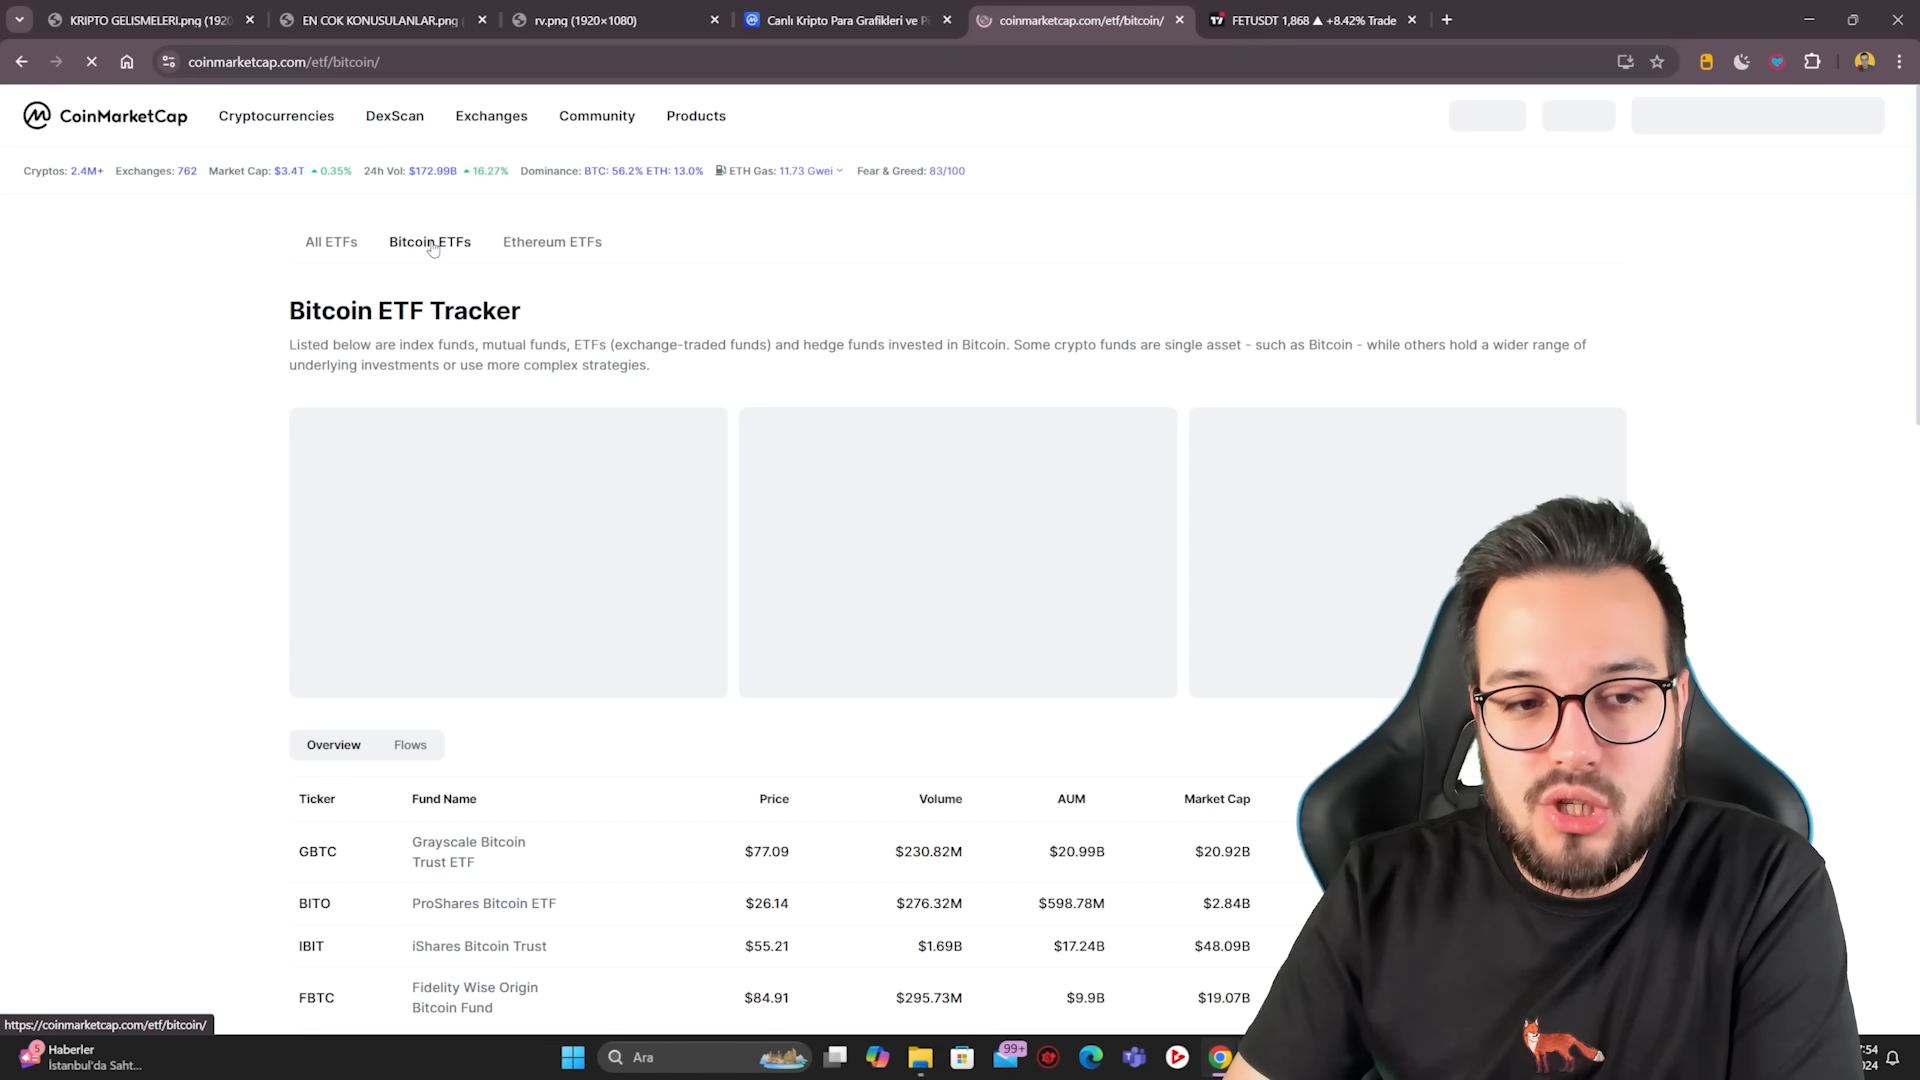 KRIPTO GELISMELERI.png (1920
EN COK KONUSULANLAR.png (
rv.png (1920×1080)
Canlı Kripto Para Grafikleri ve Pi
coinmarketcap.com/etf/bitcoin/
FETUSDT 1,868 ▲ +8.42% Trade
coinmarketcap.com/etf/bitcoin/
CoinMarketCap Cryptocurrencies DexScan Exchanges Community Products
Cryptos: 2.4M+ Exchanges: 762 Market Cap: $3.4T ▲ 0.35% 24h Vol: $172.99B ▲ 16.27% Dominance: BTC: 56.2% ETH: 13.0% ETH Gas: 11.73 Gwei Fear & Greed: 83/100
All ETFs Bitcoin ETFs Ethereum ETFs
Bitcoin ETF Tracker
Listed below are index funds, mutual funds, ETFs (exchange-traded funds) and hedge funds invested in Bitcoin. Some crypto funds are single asset - such as Bitcoin - while others hold a wider range of
underlying investments or use more complex strategies.
Overview Flows
Ticker Fund Name Price Volume AUM Market Cap
GBTC Grayscale Bitcoin Trust ETF $77.09 $230.82M $20.99B $20.92B
BITO ProShares Bitcoin ETF $26.14 $276.32M $598.78M $2.84B
IBIT iShares Bitcoin Trust $55.21 $1.69B $17.24B $48.09B
FBTC Fidelity Wise Origin Bitcoin Fund $84.91 $295.73M $9.9B $19.07B
https://coinmarketcap.com/etf/bitcoin/
5 Haberler
İstanbul'da Saht...
Ara
99+
:54
024